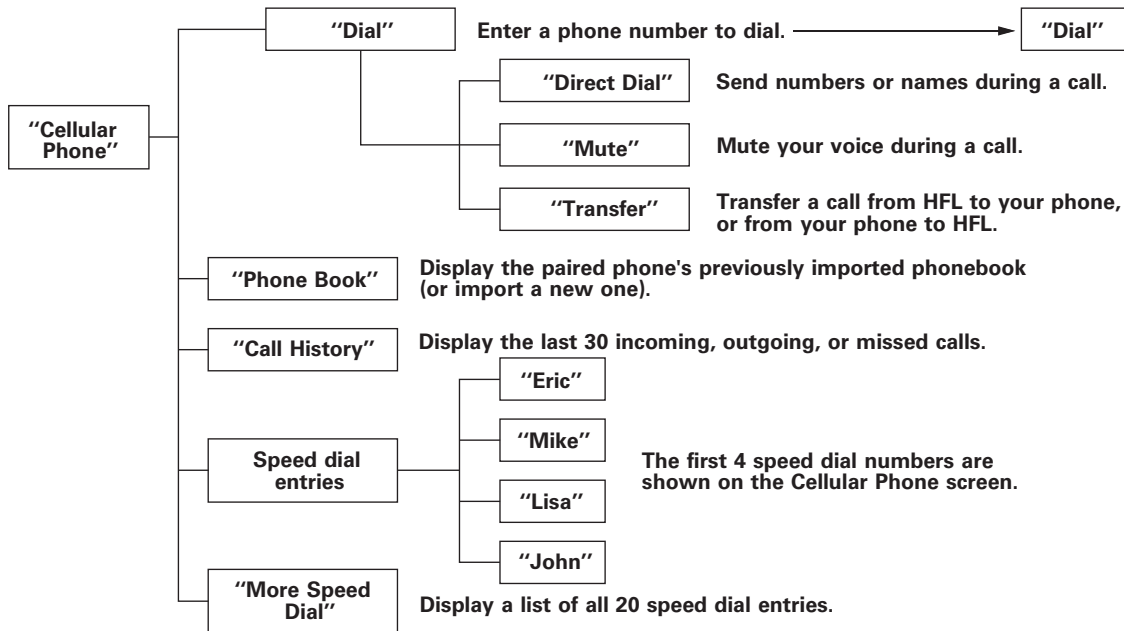 "Dial" Enter a phone number to dial. "Dial"
"Direct Dial" Send numbers or names during a call.
"Cellular
Phone"
"Mute" Mute your voice during a call.
"Transfer" Transfer a call from HFL to your phone,
or from your phone to HFL.
"Phone Book" Display the paired phone's previously imported phonebook
(or import a new one).
"Call History" Display the last 30 incoming, outgoing, or missed calls.
"Eric"
"Mike"
Speed dial
entries
The first 4 speed dial numbers are
shown on the Cellular Phone screen.
"Lisa"
"John"
"More Speed
Dial"
Display a list of all 20 speed dial entries.